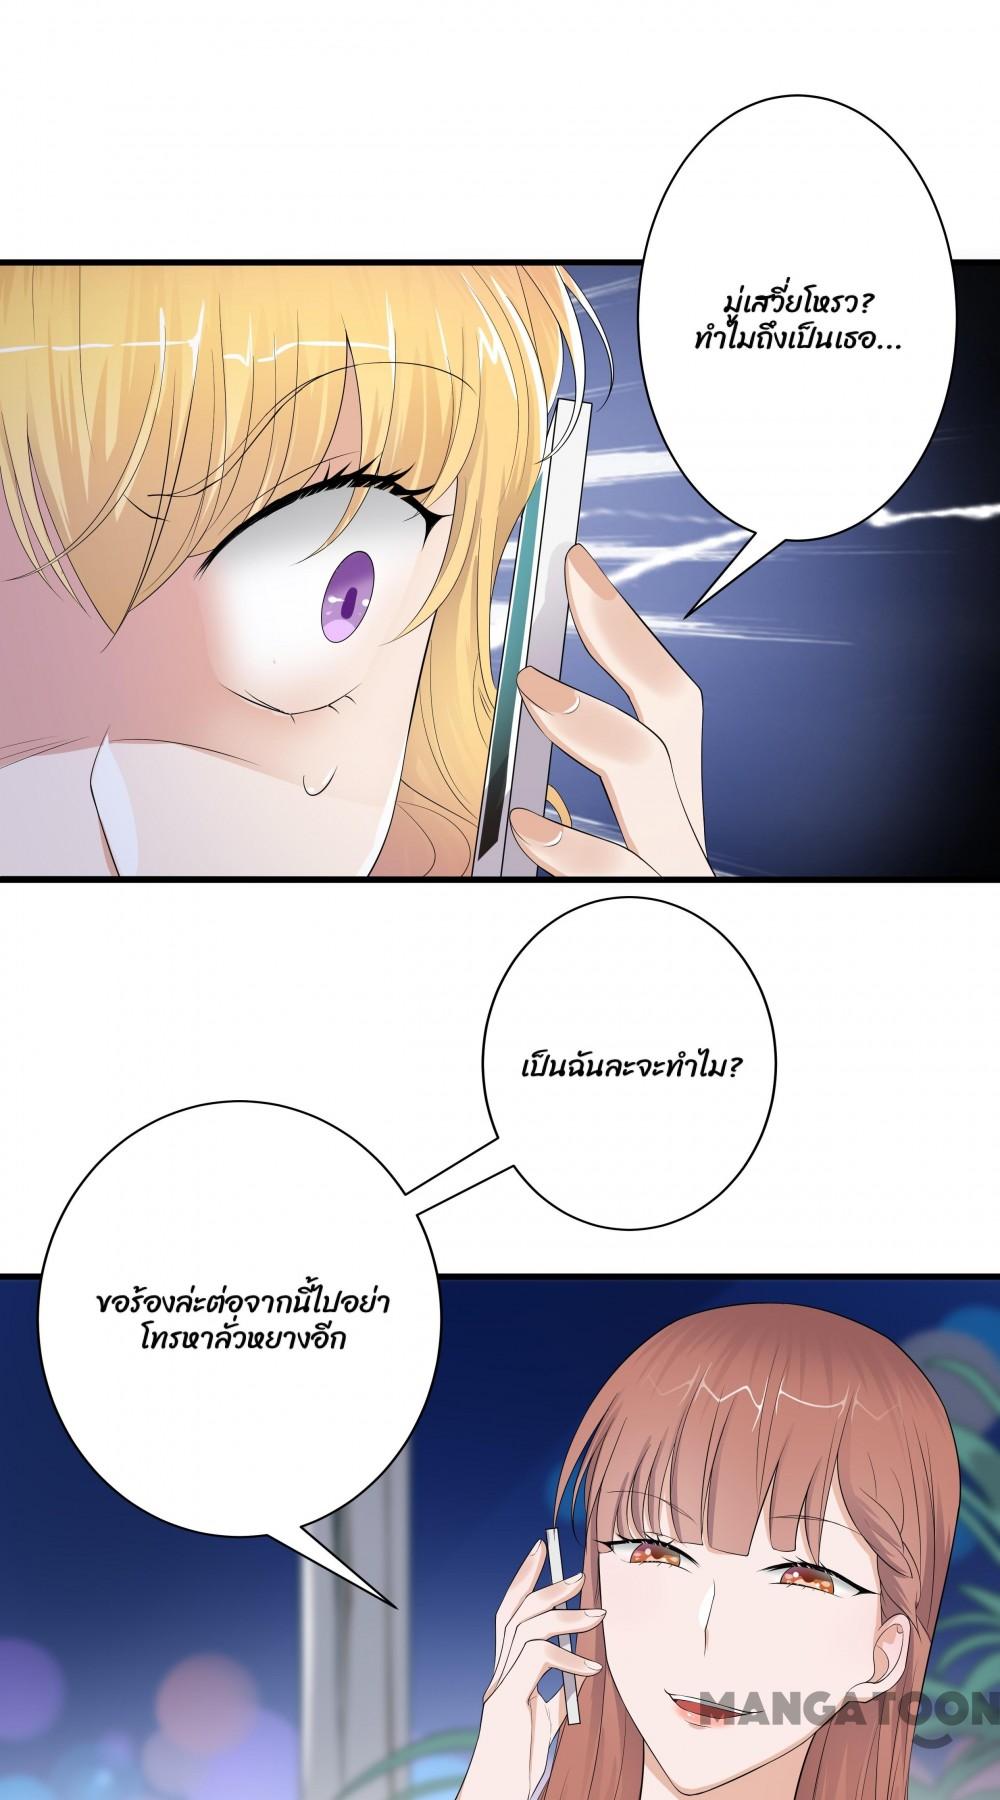 มู่เสวี่ยโหรว?
ทำไมถึงเป็นเธอ...
เป็นฉันละจะทำไม?
ขอร้องล่ะต่อจากนี้ไปอย่า
โทรหาลั่วหยางอีก
MANGATOON